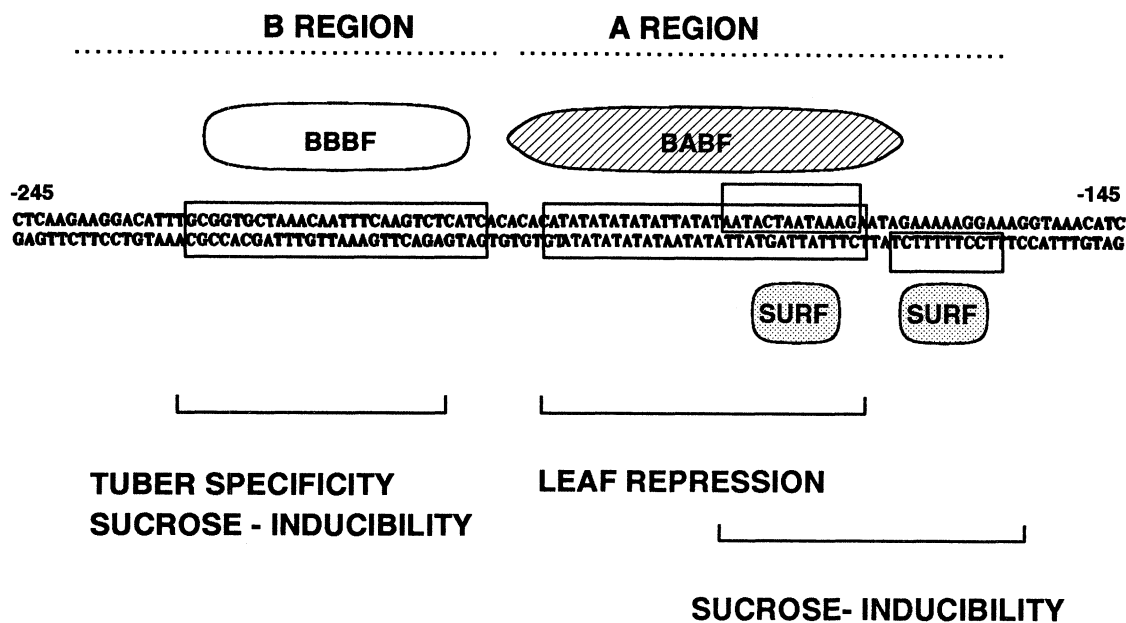 B REGION
A REGION
BBBF
BABF
-245
-145
CTCAAGAAGGACATTTGCGGTGCTAAACAATTTCAAGTCTCATCACACACATATATATATATTATATAATACTAATAAAGAATAGAAAAAGGAAAGGTAAACATC
GAGTTCTTCCTGTAAACGCCACGATTTGTTAAAGTTCAGAGTAGTGTGTGTATATATATATAATATATTATGATTATTTCTTATCTTTTTCCTTTCCATTTGTAG
SURF
SURF
TUBER SPECIFICITY
SUCROSE - INDUCIBILITY
LEAF REPRESSION
SUCROSE- INDUCIBILITY